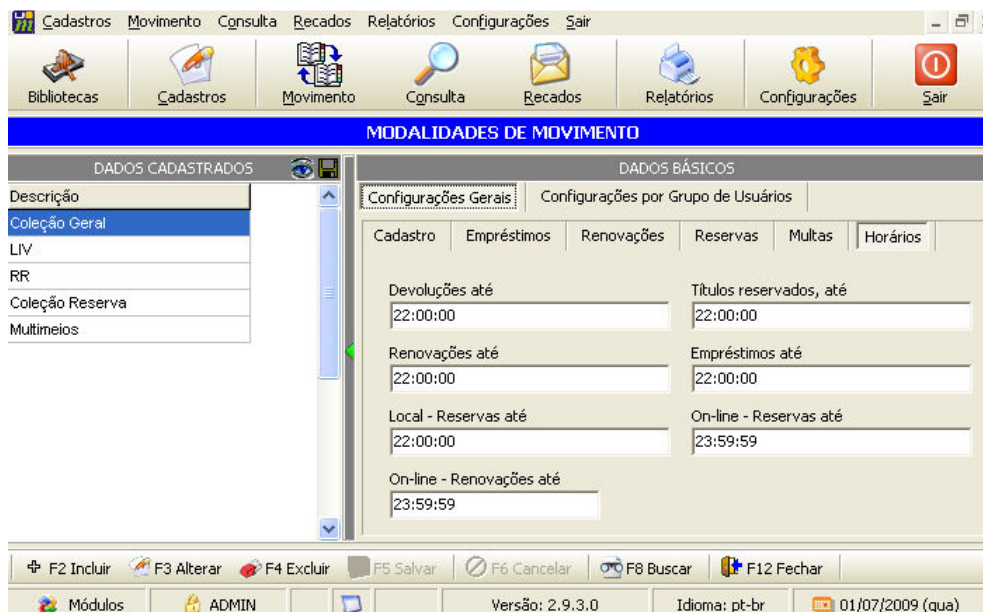 Cadastros Movimento Consulta Recados Relatórios Configurações Sair
Bibliotecas Cadastros Movimento Consulta Recados Relatórios Configurações Sair
MODALIDADES DE MOVIMENTO
DADOS CADASTRADOS
DADOS BÁSICOS
Descrição
Coleção Geral
LIV
RR
Coleção Reserva
Multimeios
Configurações Gerais Configurações por Grupo de Usuários
Cadastro Empréstimos Renovações Reservas Multas Horários
Devoluções até Títulos reservados, até
22:00:00 22:00:00
Renovações até Empréstimos até
22:00:00 22:00:00
Local - Reservas até On-line - Reservas até
22:00:00 23:59:59
On-line - Renovações até
23:59:59
F2 Incluir F3 Alterar F4 Excluir F5 Salvar F6 Cancelar F8 Buscar F12 Fechar
Módulos ADMIN Versão: 2.9.3.0 Idioma: pt-br 01/07/2009 (qua)